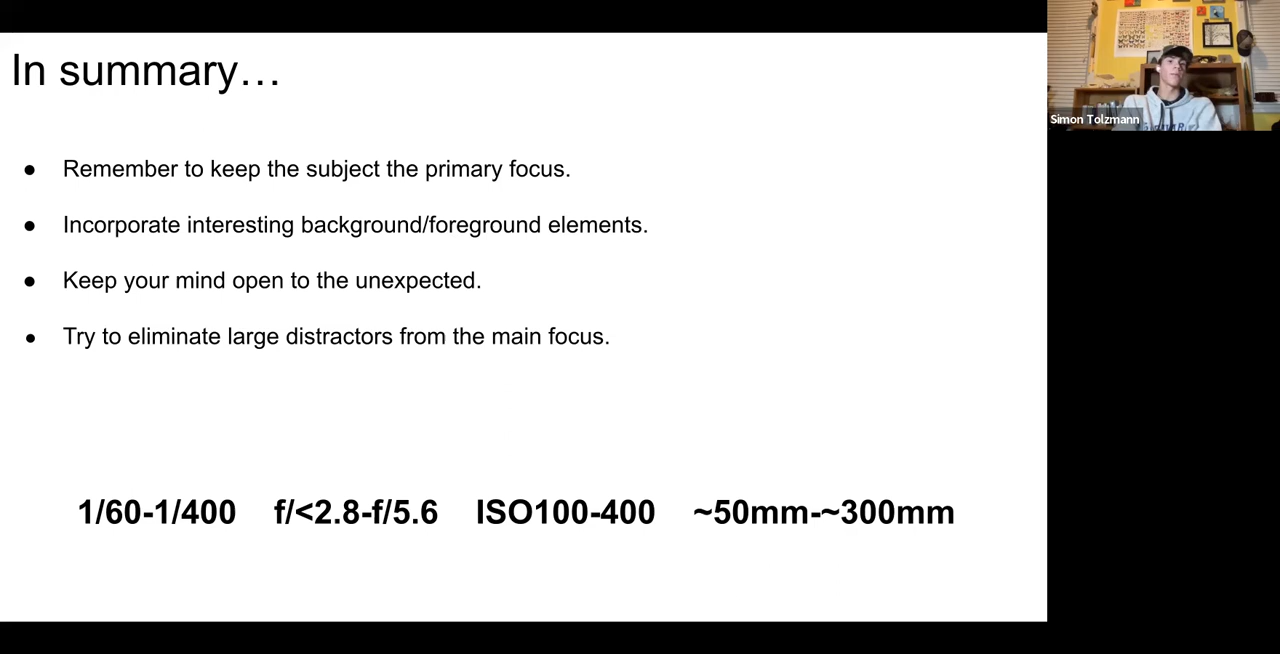 In summary…
● Remember to keep the subject the primary focus.
● Incorporate interesting background/foreground elements.
● Keep your mind open to the unexpected.
● Try to eliminate large distractors from the main focus.
1/60-1/400 f/<2.8-f/5.6 ISO100-400 ~50mm-~300mm
Simon Tolzmann